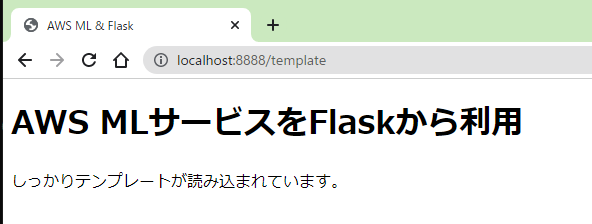 AWS ML & Flask
localhost:8888/template
AWS MLサービスをFlaskから利用
しっかりテンプレートが読み込まれています。